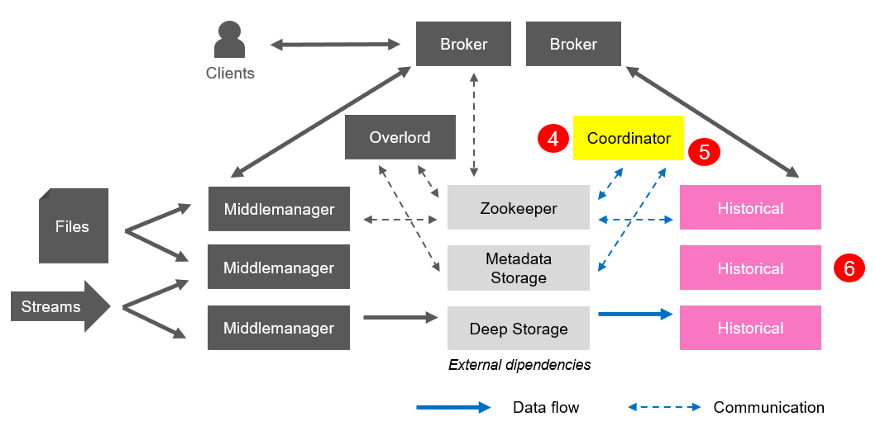 Broker
Broker
Clients
Overlord
4
Coordinator
5
Files
Middlemanager
Zookeeper
Historical
Middlemanager
Metadata
Storage
Historical
6
Streams
Middlemanager
Deep Storage
Historical
External dipendencies
Data flow
Communication